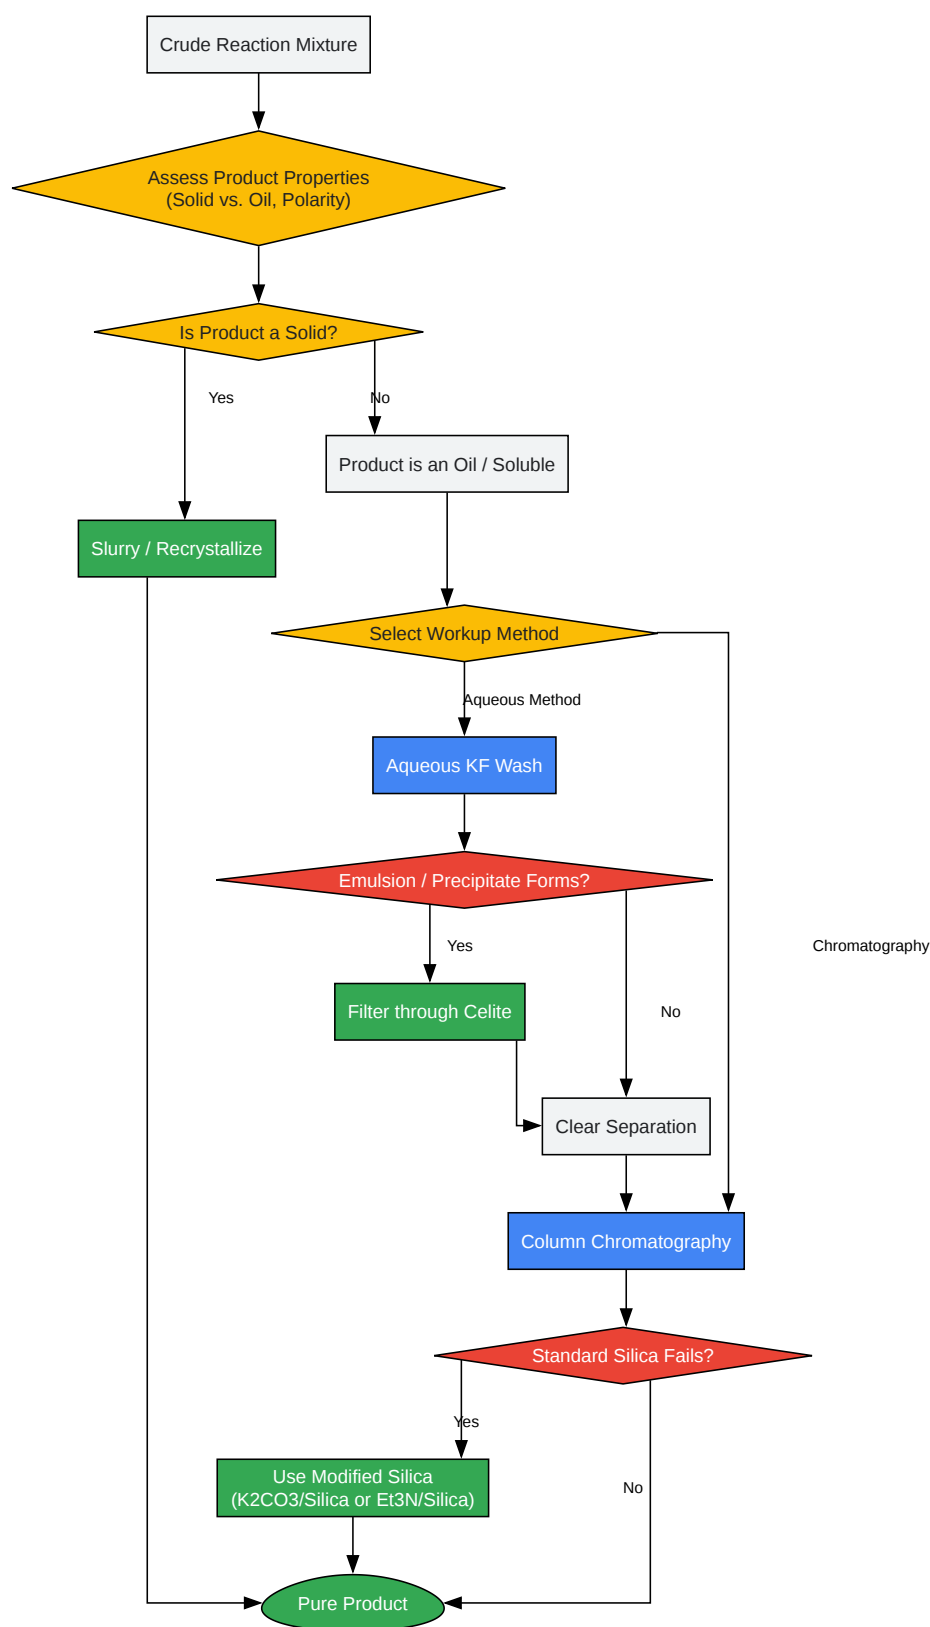 Crude Reaction Mixture
Assess Product Properties
(Solid vs. Oil, Polarity)
Is Product a Solid?
Yes
No
Product is an Oil / Soluble
Slurry / Recrystallize
Select Workup Method
Aqueous Method
Aqueous KF Wash
Emulsion / Precipitate Forms?
Yes
Chromatography
Filter through Celite
No
Clear Separation
Column Chromatography
Standard Silica Fails?
Yes
Use Modified Silica
(K2CO3/Silica or Et3N/Silica)
No
Pure Product